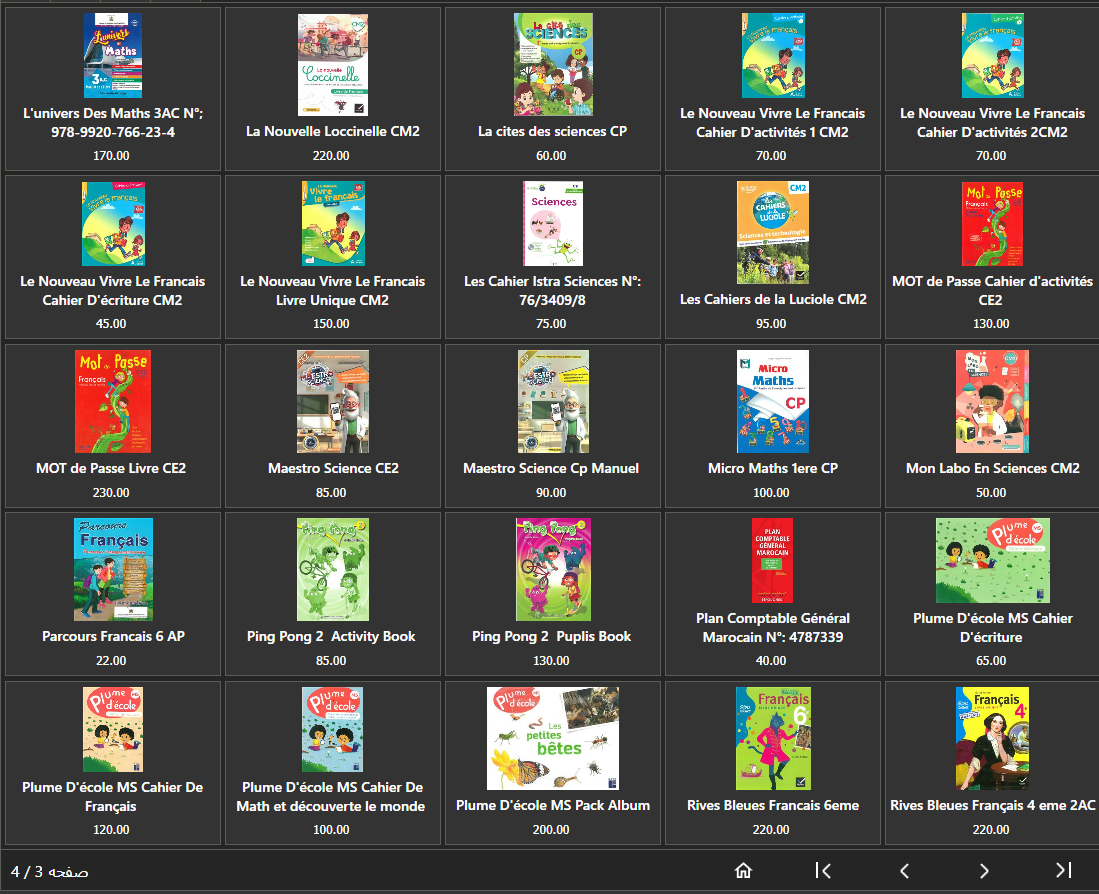 L'univers Des Maths 3AC N°;
978-9920-766-23-4
170.00
La Nouvelle Loccinelle CM2
220.00
La cites des sciences CP
60.00
Le Nouveau Vivre Le Francais
Cahier D'activités 1 CM2
70.00
Le Nouveau Vivre Le Francais
Cahier D'activités 2CM2
70.00
Le Nouveau Vivre Le Francais
Cahier D'écriture CM2
45.00
Le Nouveau Vivre Le Francais
Livre Unique CM2
150.00
Les Cahier Istra Sciences N°:
76/3409/8
75.00
Les Cahiers de la Luciole CM2
95.00
MOT de Passe Cahier d'activités
CE2
130.00
MOT de Passe Livre CE2
230.00
Maestro Science CE2
85.00
Maestro Science Cp Manuel
90.00
Micro Maths 1ere CP
100.00
Mon Labo En Sciences CM2
50.00
Parcours Francais 6 AP
22.00
Ping Pong 2  Activity Book
85.00
Ping Pong 2  Puplis Book
130.00
Plan Comptable Général
Marocain N°: 4787339
40.00
Plume D'école MS Cahier
D'écriture
65.00
Plume D'école MS Cahier De
Français
120.00
Plume D'école MS Cahier De
Math et découverte le monde
100.00
Plume D'école MS Pack Album
200.00
Rives Bleues Francais 6eme
220.00
Rives Bleues Français 4 eme 2AC
220.00
صفحه 3 / 4